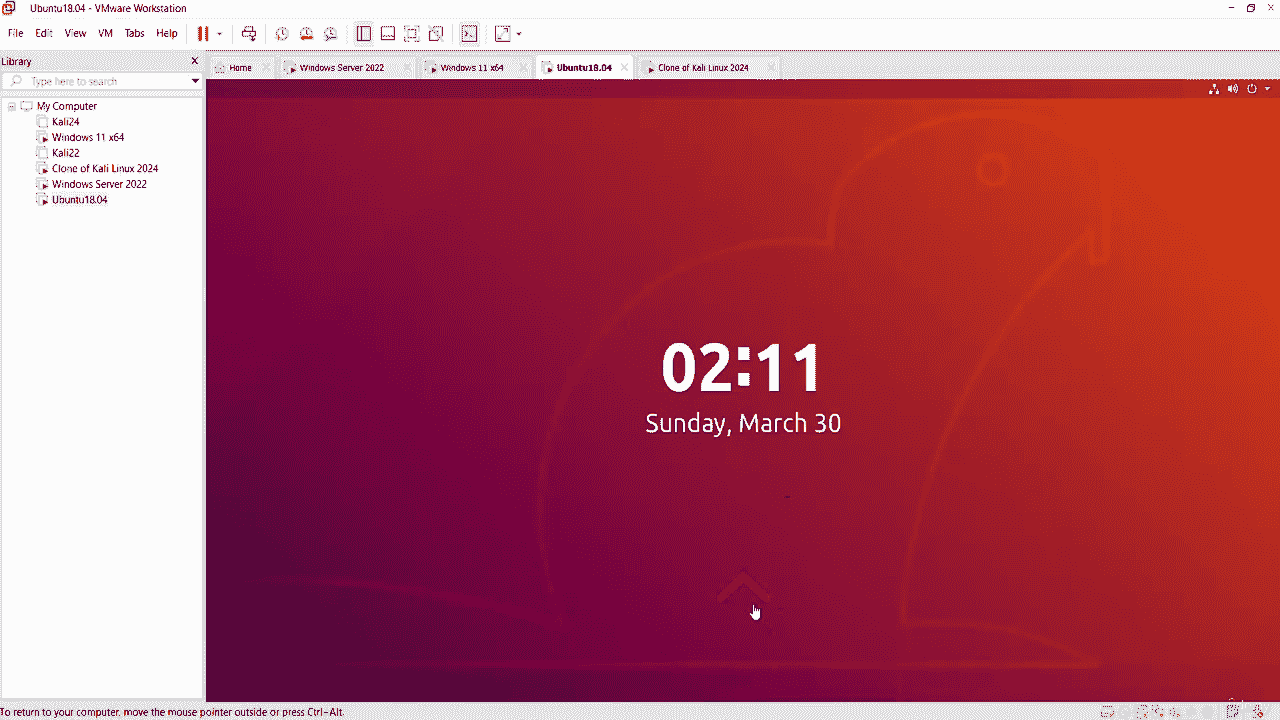 Ubuntu18.04 - VMware Workstation
File Edit View VM Tabs Help
Library
Type here to search
Home
Windows Server 2022
Windows 11 x64
Ubuntu18.04
Clone of Kali Linux 2024
My Computer
Kali24
Windows 11 x64
Kali22
Clone of Kali Linux 2024
Windows Server 2022
Ubuntu18.04
02:11
Sunday, March 30
To return to your computer, move the mouse pointer outside or press Ctrl-Alt.